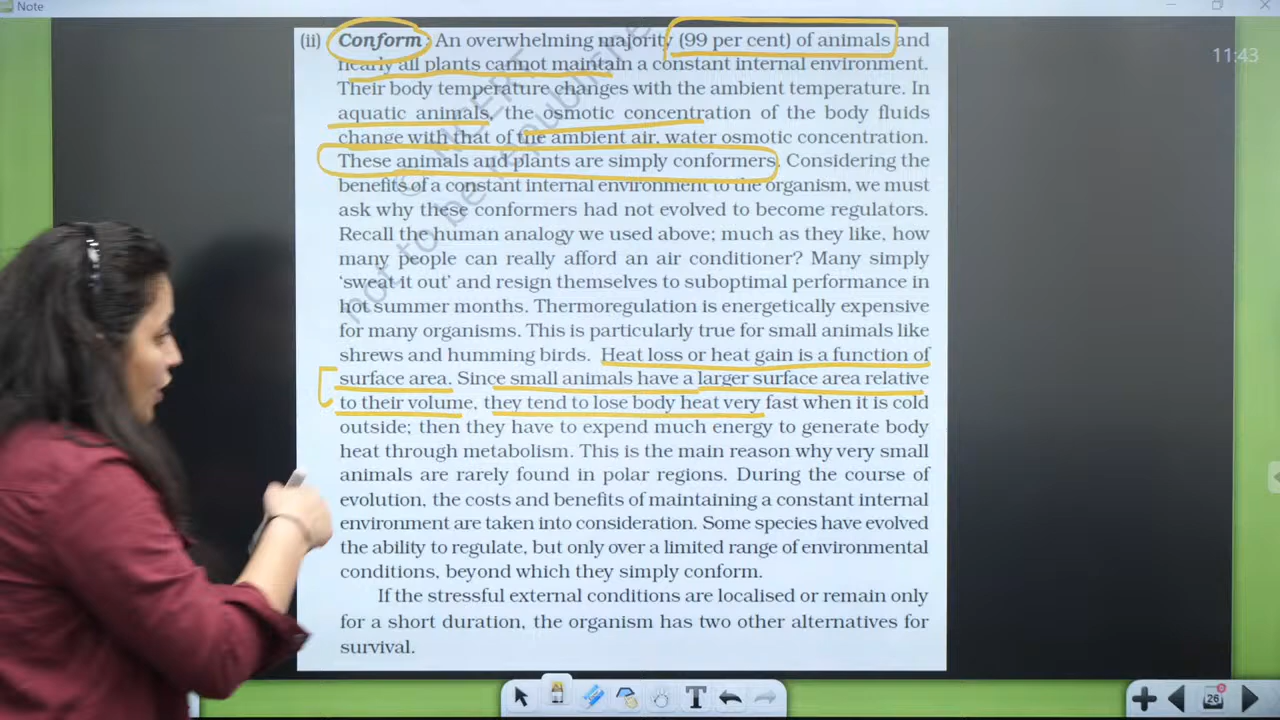 Note
11:43
(ii) Conform : An overwhelming majority (99 per cent) of animals and
nearly all plants cannot maintain a constant internal environment.
Their body temperature changes with the ambient temperature. In
aquatic animals, the osmotic concentration of the body fluids
change with that of the ambient air, water osmotic concentration.
These animals and plants are simply conformers. Considering the
benefits of a constant internal environment to the organism, we must
ask why these conformers had not evolved to become regulators.
Recall the human analogy we used above; much as they like, how
many people can really afford an air conditioner? Many simply
‘sweat it out’ and resign themselves to suboptimal performance in
hot summer months. Thermoregulation is energetically expensive
for many organisms. This is particularly true for small animals like
shrews and humming birds. Heat loss or heat gain is a function of
surface area. Since small animals have a larger surface area relative
to their volume, they tend to lose body heat very fast when it is cold
outside; then they have to expend much energy to generate body
heat through metabolism. This is the main reason why very small
animals are rarely found in polar regions. During the course of
evolution, the costs and benefits of maintaining a constant internal
environment are taken into consideration. Some species have evolved
the ability to regulate, but only over a limited range of environmental
conditions, beyond which they simply conform.
If the stressful external conditions are localised or remain only
for a short duration, the organism has two other alternatives for
survival.
T
26